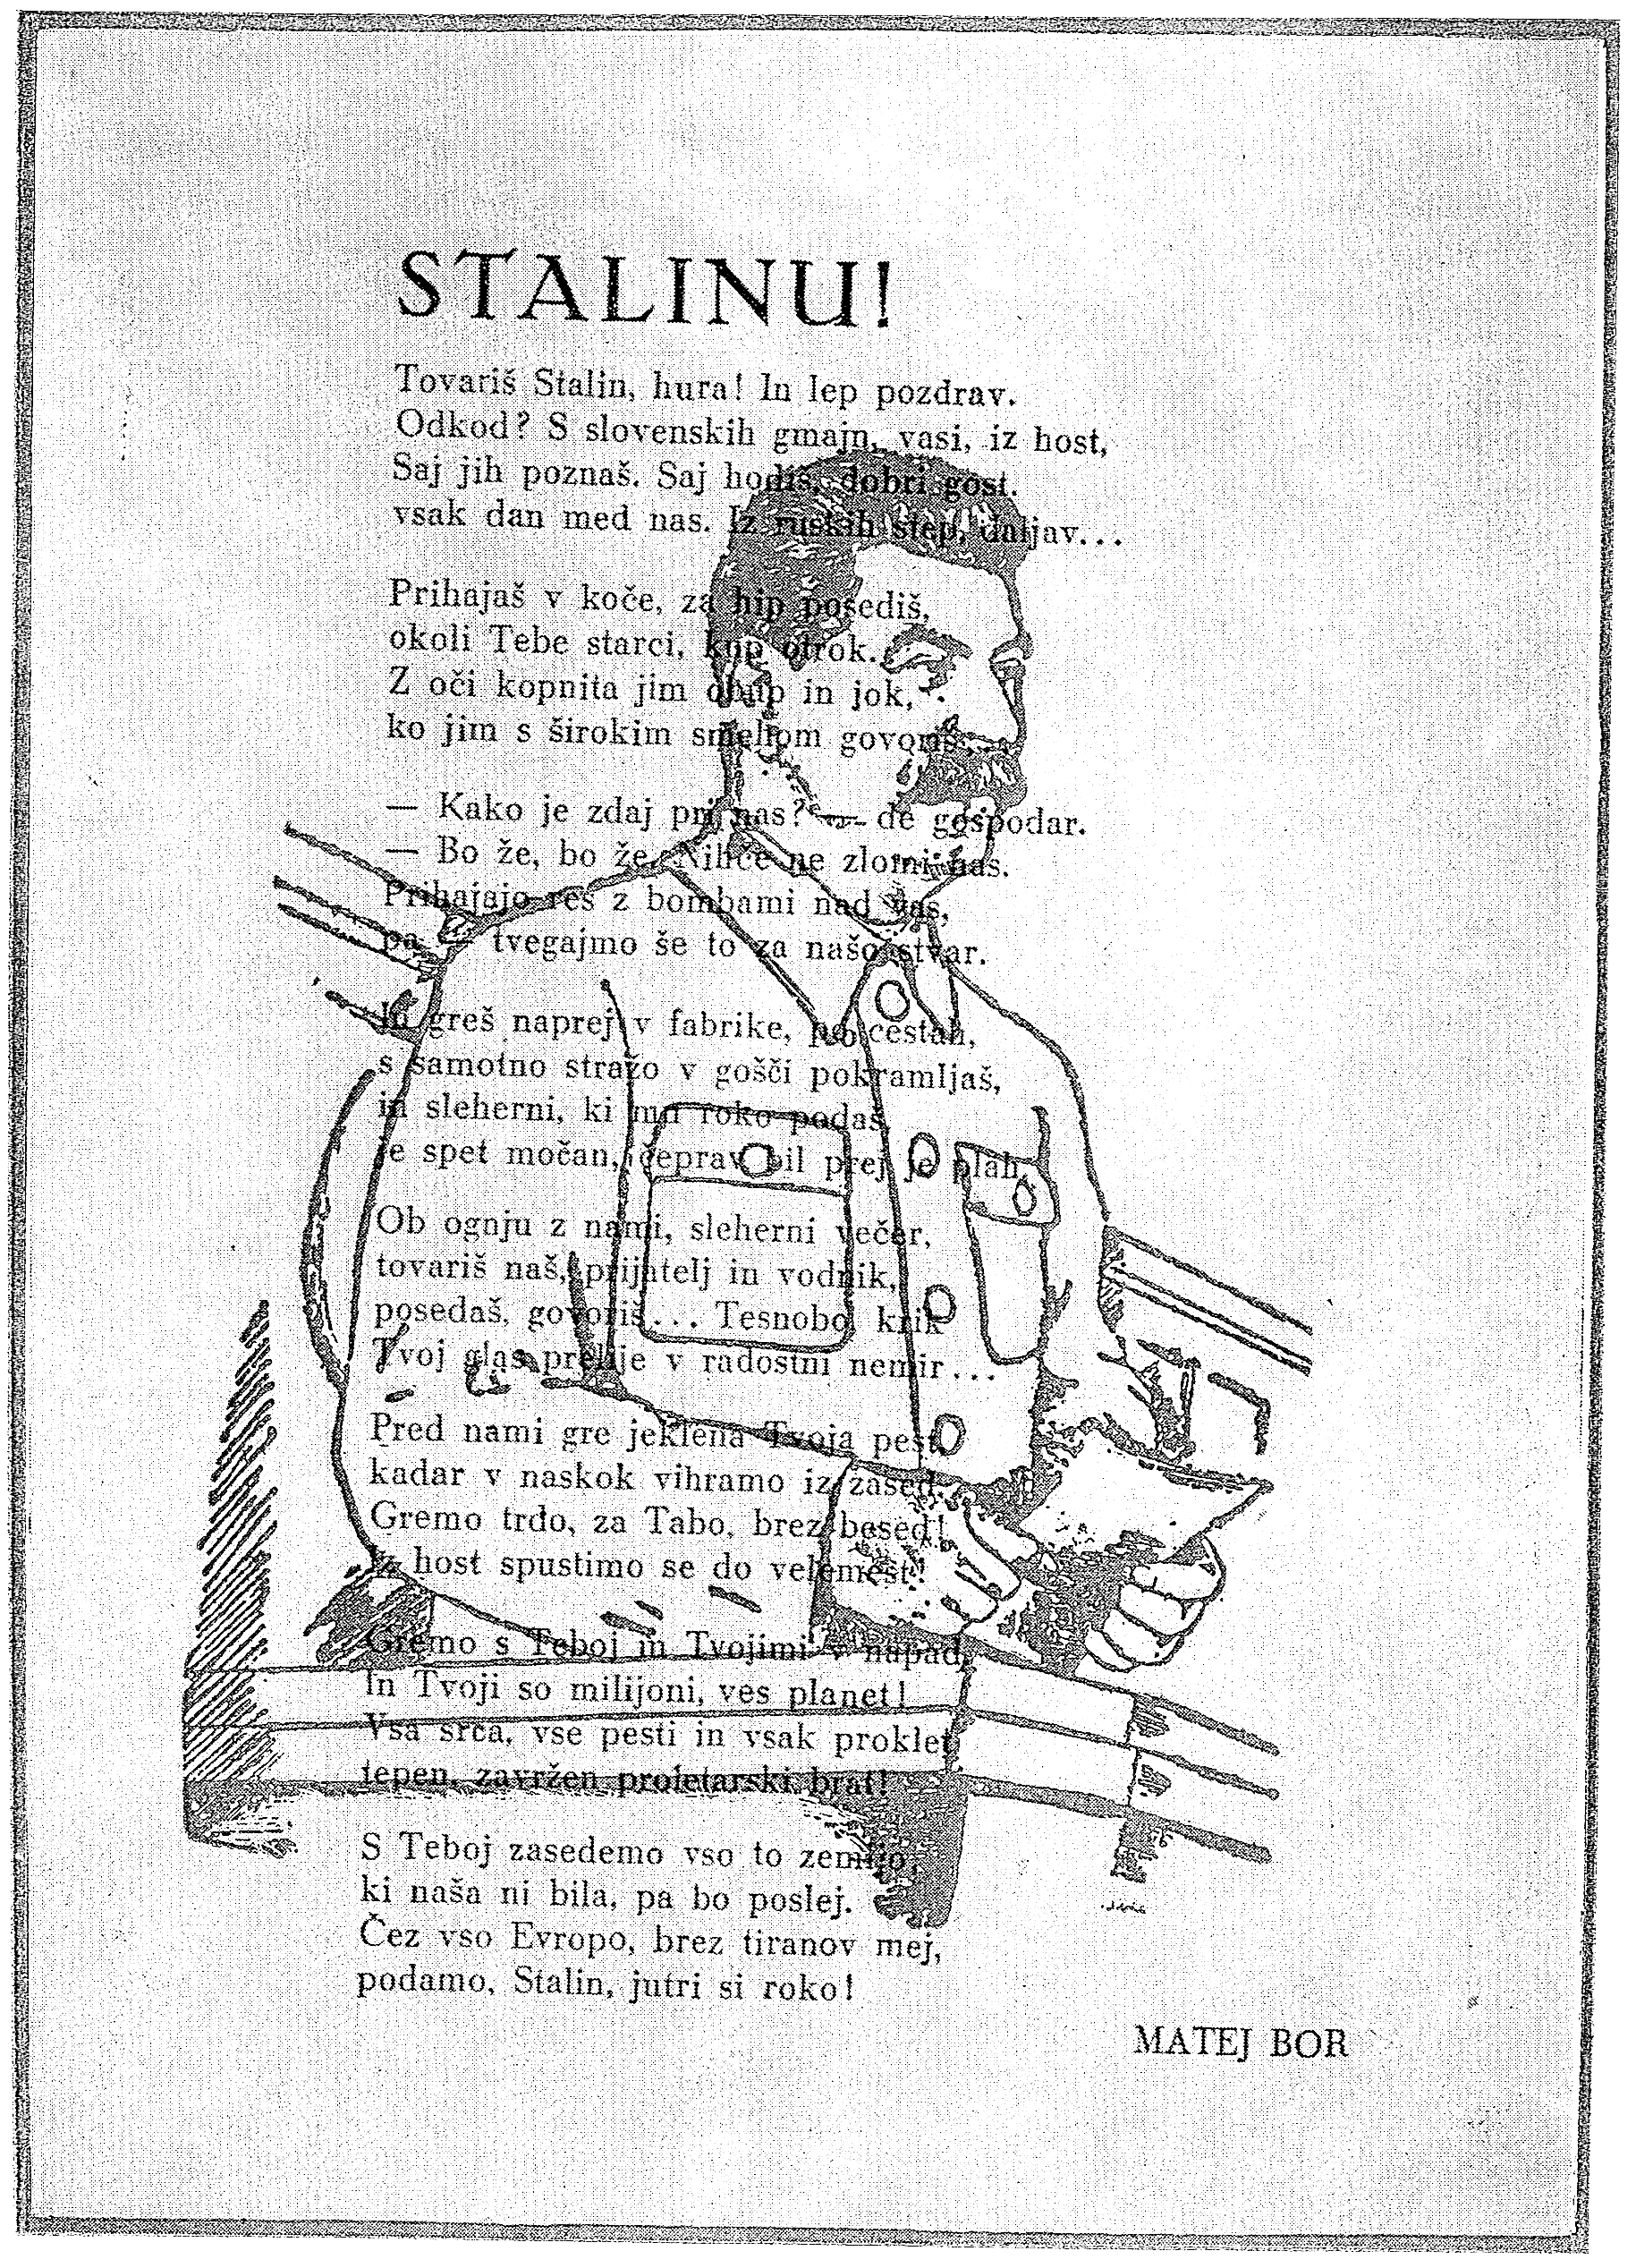 STALINU!
Tovariš Stalin, hura! In lep pozdrav.
Odkod? S slovenskih gmajn, vasi, iz host,
Saj jih poznaš. Saj hodiš, dobri gost.
vsak dan med nas. Iz ruskih step, daljav...
Prihajaš v koče, za hip posediš,
okoli Tebe starci, kup otrok.
Z oči kopnita jim obup in jok,
ko jim s širokim smehom govoriš:
— Kako je zdaj pri nas? — de gospodar.
— Bo že, bo že. Nihče ne zlomi nas.
Prihajajo res z bombami nad vas,
pa — tvegajmo še to za našo stvar.
In greš naprej v fabrike, po cestah,
s samotno stražo v gošči pokramljaš,
in sleherni, ki mu roko podaš,
je spet močan, čeprav bil prej je plah.
Ob ognju z nami, sleherni večer,
tovariš naš, prijatelj in vodnik,
posedaš, govoriš... Tesnobo, krik
Tvoj glas prelije v radostni nemir...
Pred nami gre jeklena Tvoja pest,
kadar v naskok vihramo iz zased.
Gremo trdo, za Tabo, brez besed!
Iz host spustimo se do velemest!
Gremo s Teboj in Tvojimi v napad,
In Tvoji so milijoni, ves planet!
Vsa srca, vse pesti in vsak proklet,
tepen, zavržen proletarski brat!
S Teboj zasedemo vso to zemljo,
ki naša ni bila, pa bo poslej.
Čez vso Evropo, brez tiranov mej,
podamo, Stalin, jutri si roko!
MATEJ BOR